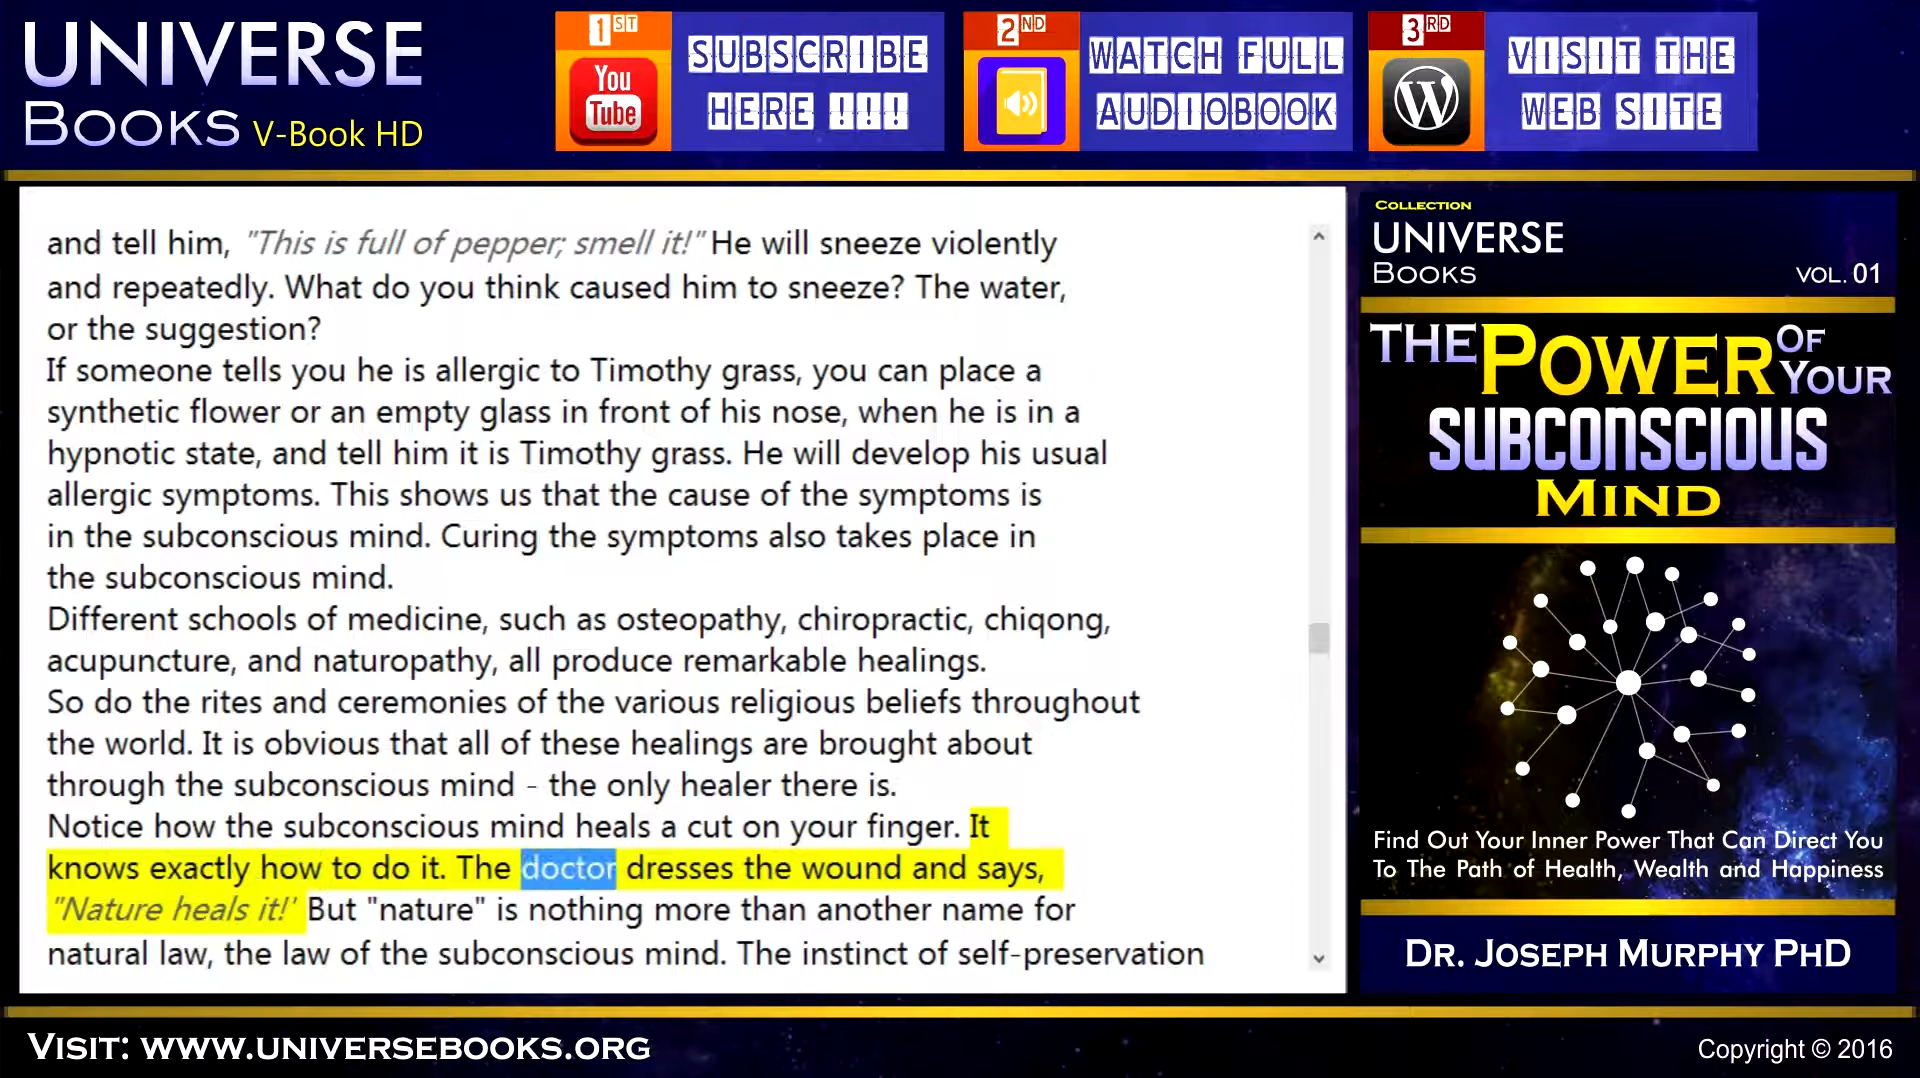 UNIVERSE
BOOKS V-Book HD
1ST
You
Tube
SUBSCRIBE
HERE !!!
2ND
WATCH FULL
AUDIOBOOK
3RD
VISIT THE
WEB SITE
and tell him, "This is full of pepper; smell it!" He will sneeze violently
and repeatedly. What do you think caused him to sneeze? The water,
or the suggestion?
If someone tells you he is allergic to Timothy grass, you can place a
synthetic flower or an empty glass in front of his nose, when he is in a
hypnotic state, and tell him it is Timothy grass. He will develop his usual
allergic symptoms. This shows us that the cause of the symptoms is
in the subconscious mind. Curing the symptoms also takes place in
the subconscious mind.
Different schools of medicine, such as osteopathy, chiropractic, chiqong,
acupuncture, and naturopathy, all produce remarkable healings.
So do the rites and ceremonies of the various religious beliefs throughout
the world. It is obvious that all of these healings are brought about
through the subconscious mind - the only healer there is.
Notice how the subconscious mind heals a cut on your finger. It
knows exactly how to do it. The doctor dresses the wound and says,
"Nature heals it!' But "nature" is nothing more than another name for
natural law, the law of the subconscious mind. The instinct of self-preservation
COLLECTION
UNIVERSE
BOOKS VOL. 01
THE POWER OF YOUR
SUBCONSCIOUS
MIND
Find Out Your Inner Power That Can Direct You
To The Path of Health, Wealth and Happiness
DR. JOSEPH MURPHY PHD
VISIT: WWW.UNIVERSEBOOKS.ORG
Copyright © 2016